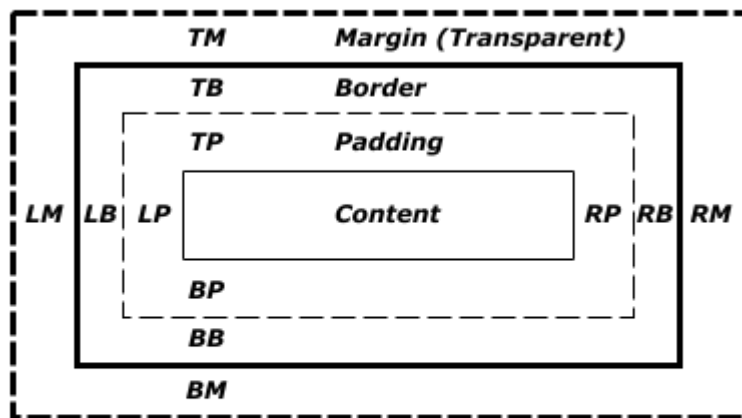 TM Margin (Transparent)
TB Border
TP Padding
LM LB LP Content RP RB RM
BP
BB
BM